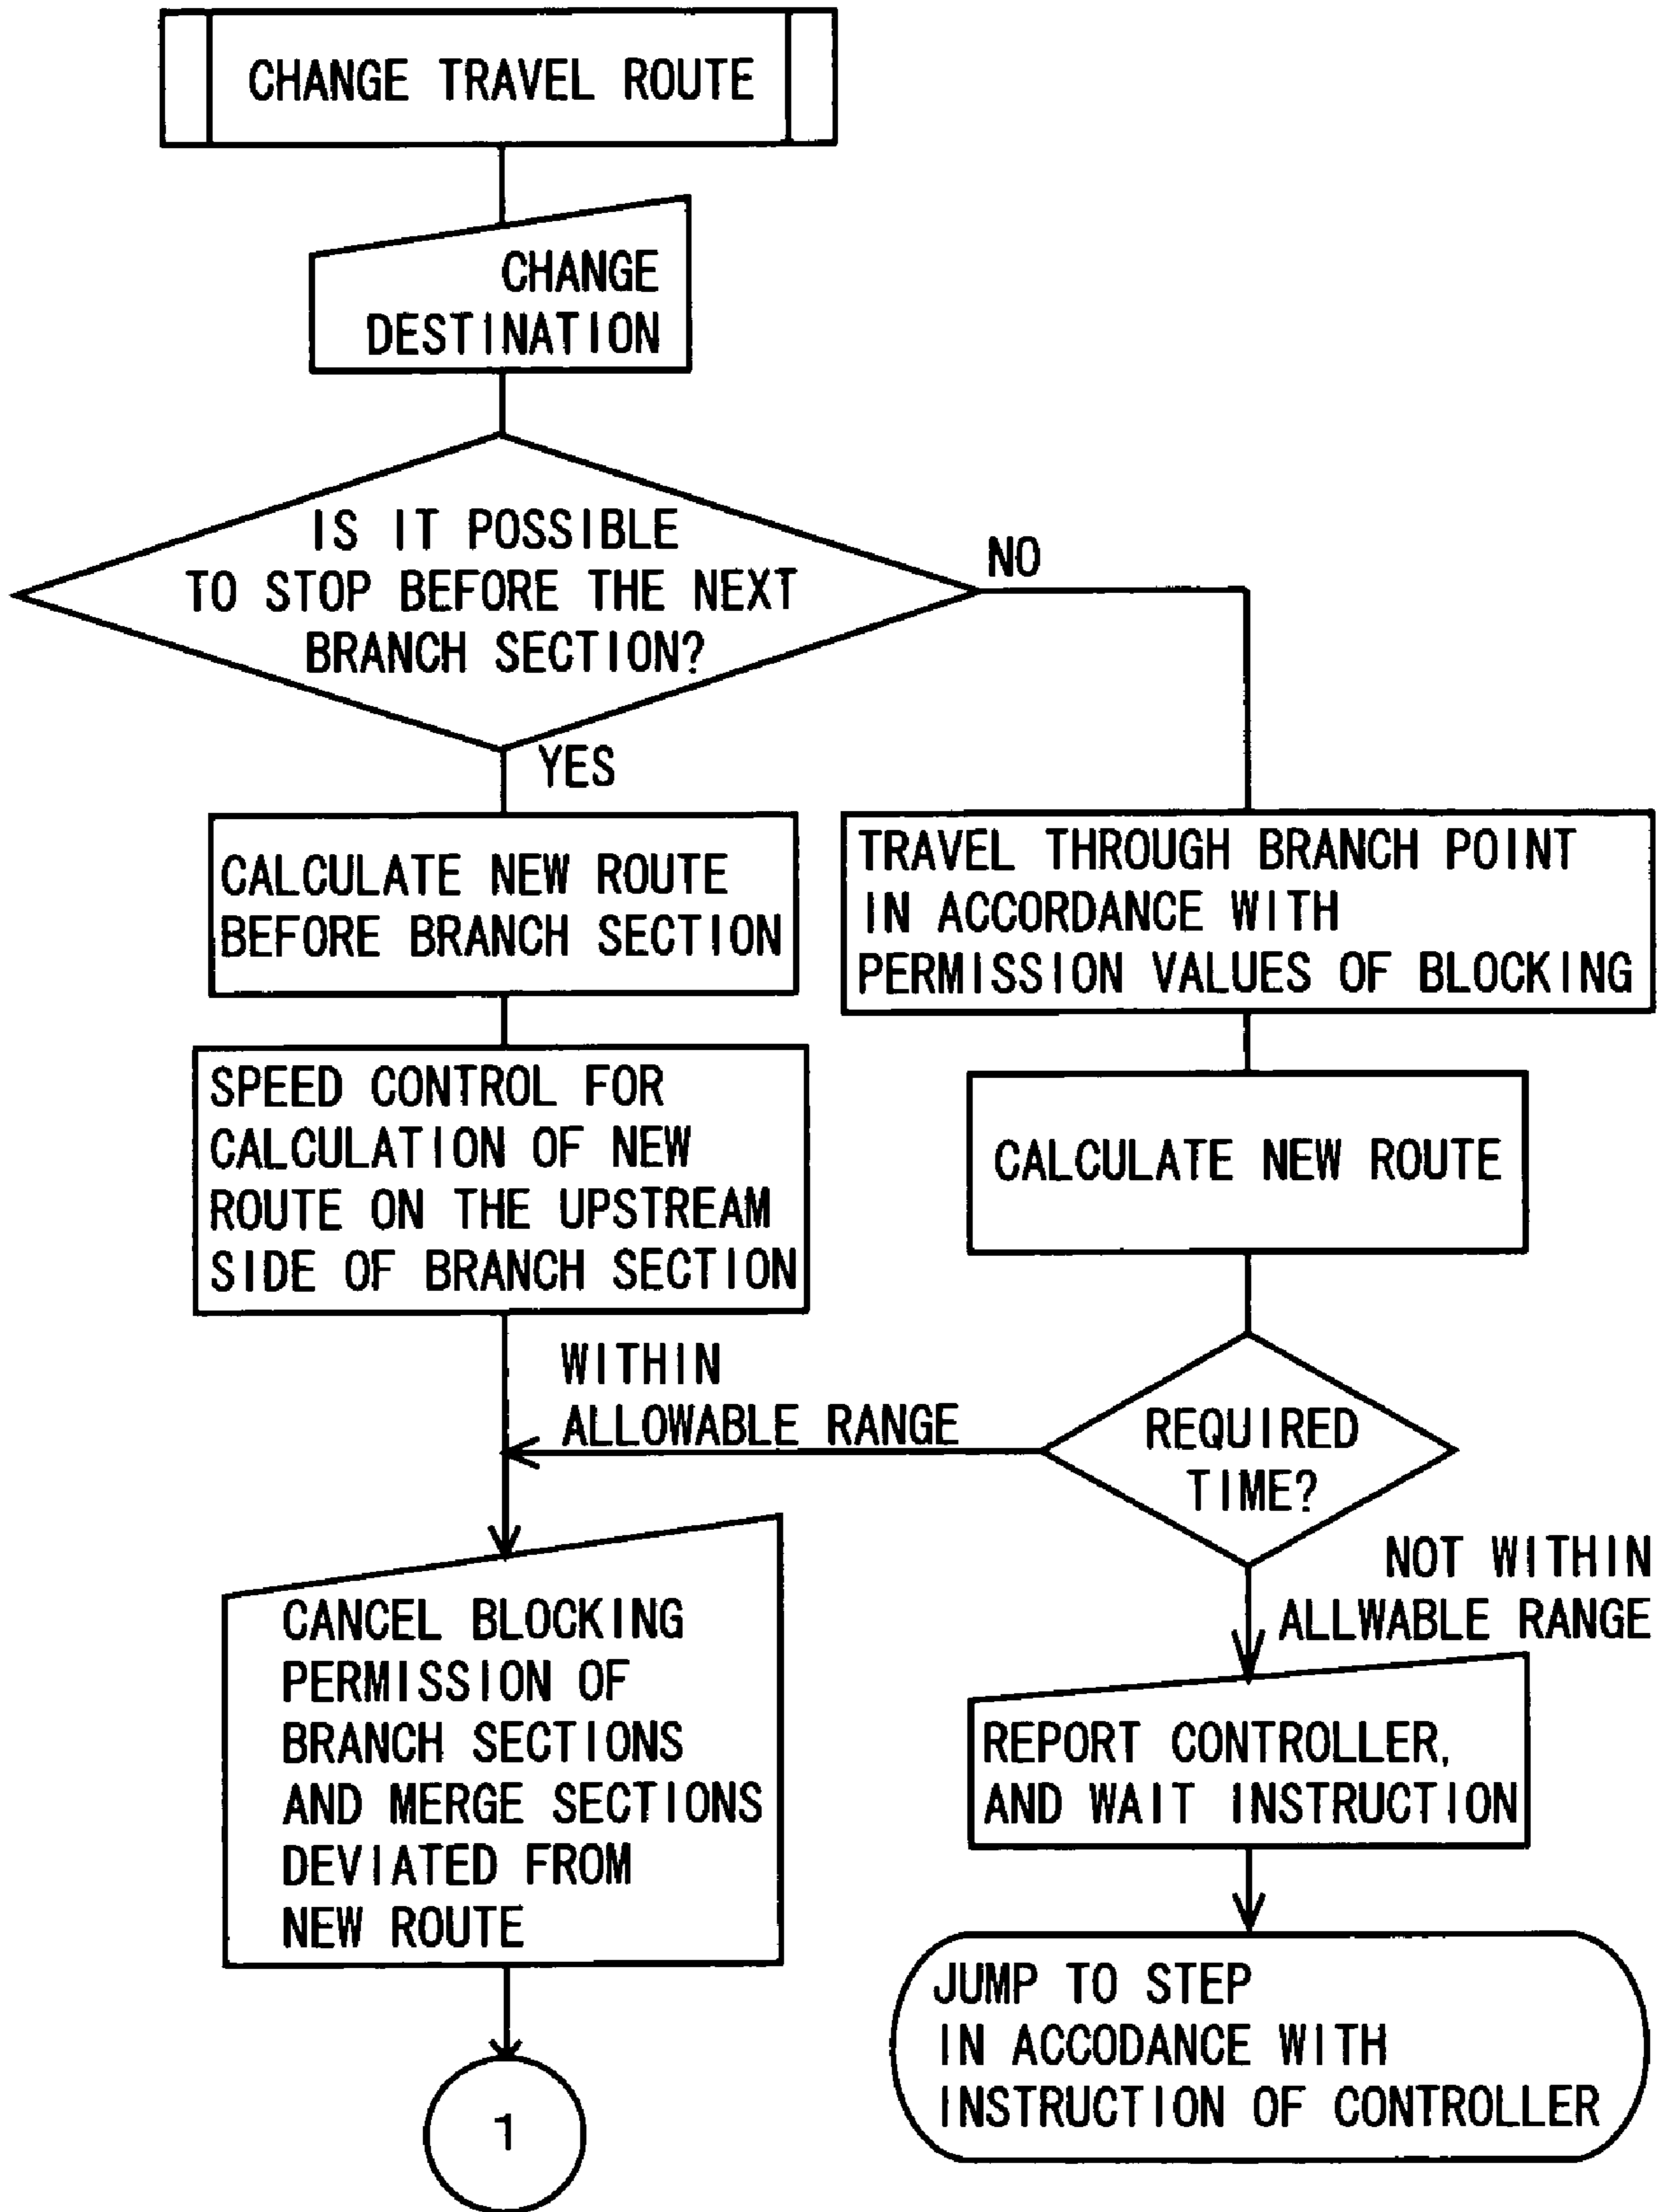 CHANGE TRAVEL ROUTE
CHANGE
DESTINATION
IS IT POSSIBLE
TO STOP BEFORE THE NEXT
BRANCH SECTION?
NO
YES
CALCULATE NEW ROUTE
BEFORE BRANCH SECTION
TRAVEL THROUGH BRANCH POINT
IN ACCORDANCE WITH
PERMISSION VALUES OF BLOCKING
SPEED CONTROL FOR
CALCULATION OF NEW
ROUTE ON THE UPSTREAM
SIDE OF BRANCH SECTION
CALCULATE NEW ROUTE
WITHIN
ALLOWABLE RANGE
REQUIRED
TIME?
NOT WITHIN
ALLWABLE RANGE
CANCEL BLOCKING
PERMISSION OF
BRANCH SECTIONS
AND MERGE SECTIONS
DEVIATED FROM
NEW ROUTE
REPORT CONTROLLER,
AND WAIT INSTRUCTION
JUMP TO STEP
IN ACCODANCE WITH
INSTRUCTION OF CONTROLLER
1